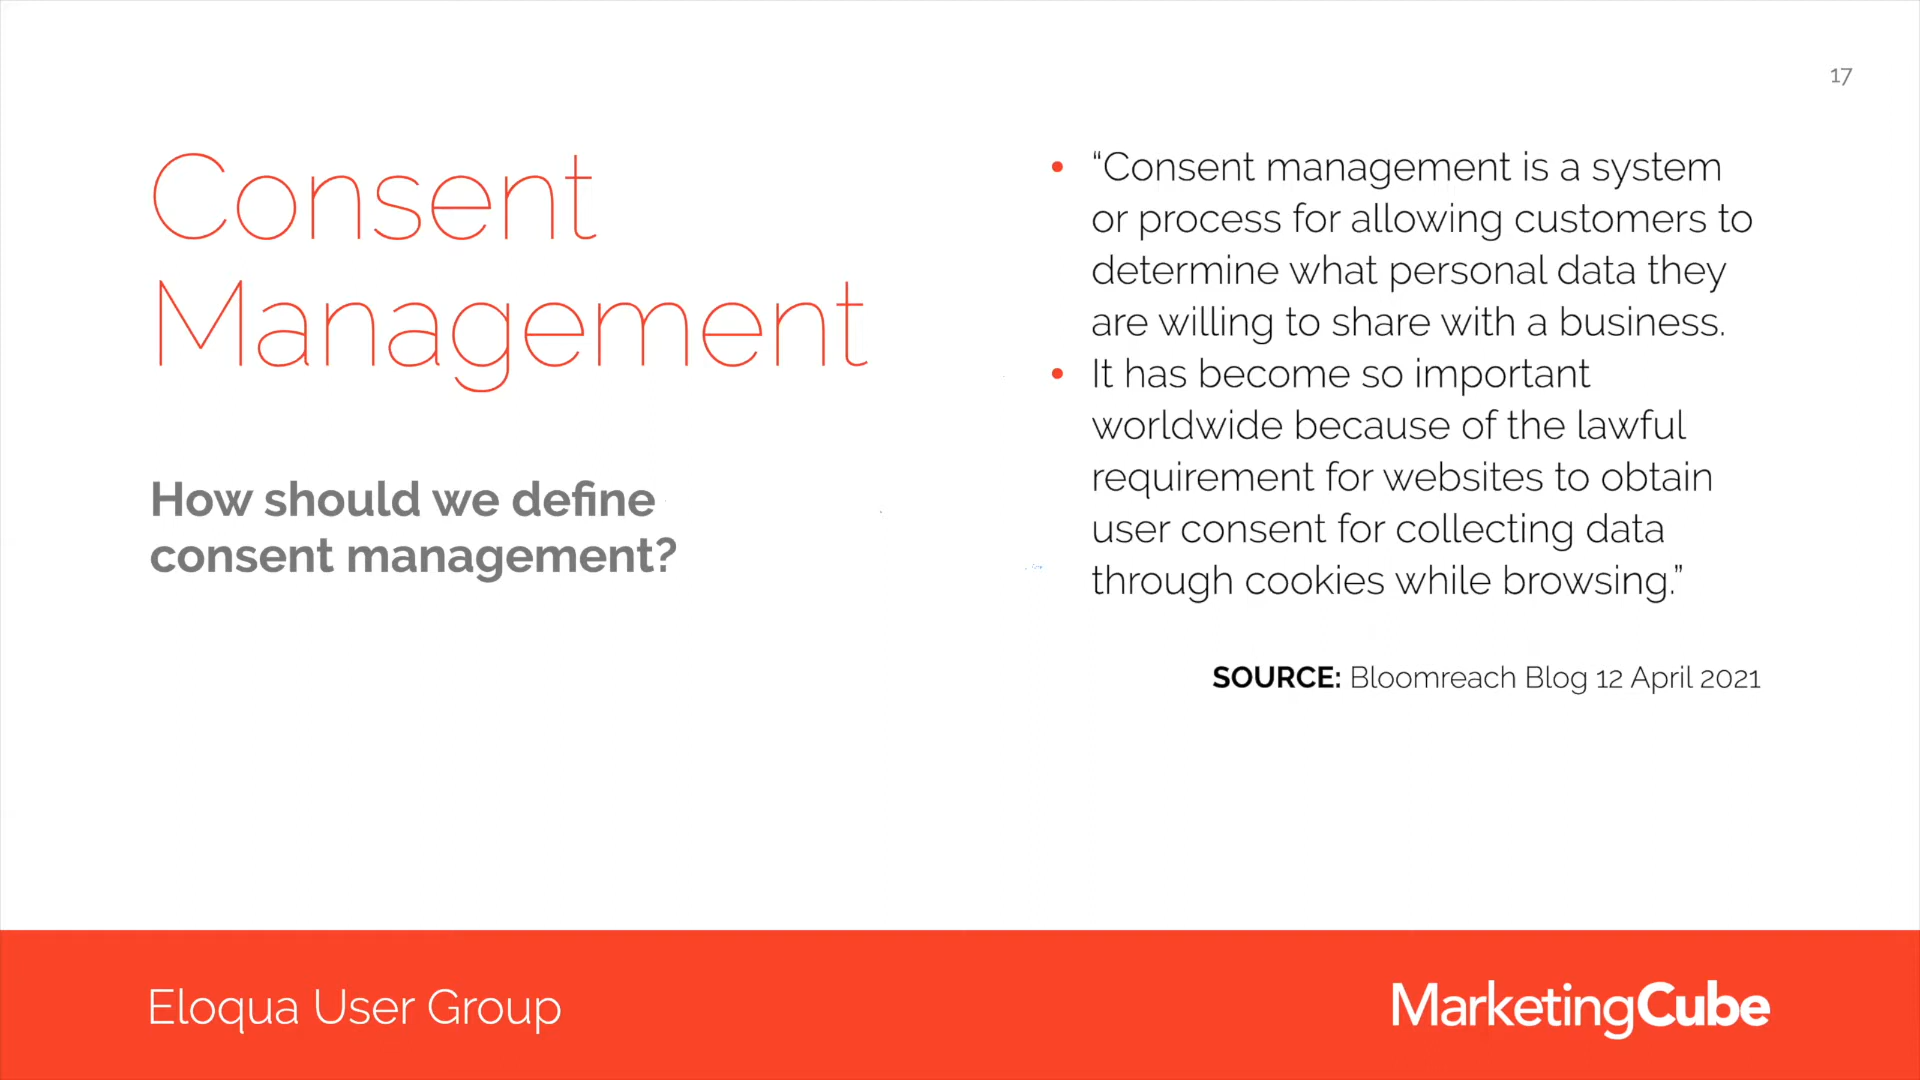 17
Consent
Management
How should we define
consent management?
• “Consent management is a system
or process for allowing customers to
determine what personal data they
are willing to share with a business.
• It has become so important
worldwide because of the lawful
requirement for websites to obtain
user consent for collecting data
through cookies while browsing.”
SOURCE: Bloomreach Blog 12 April 2021
Eloqua User Group
MarketingCube